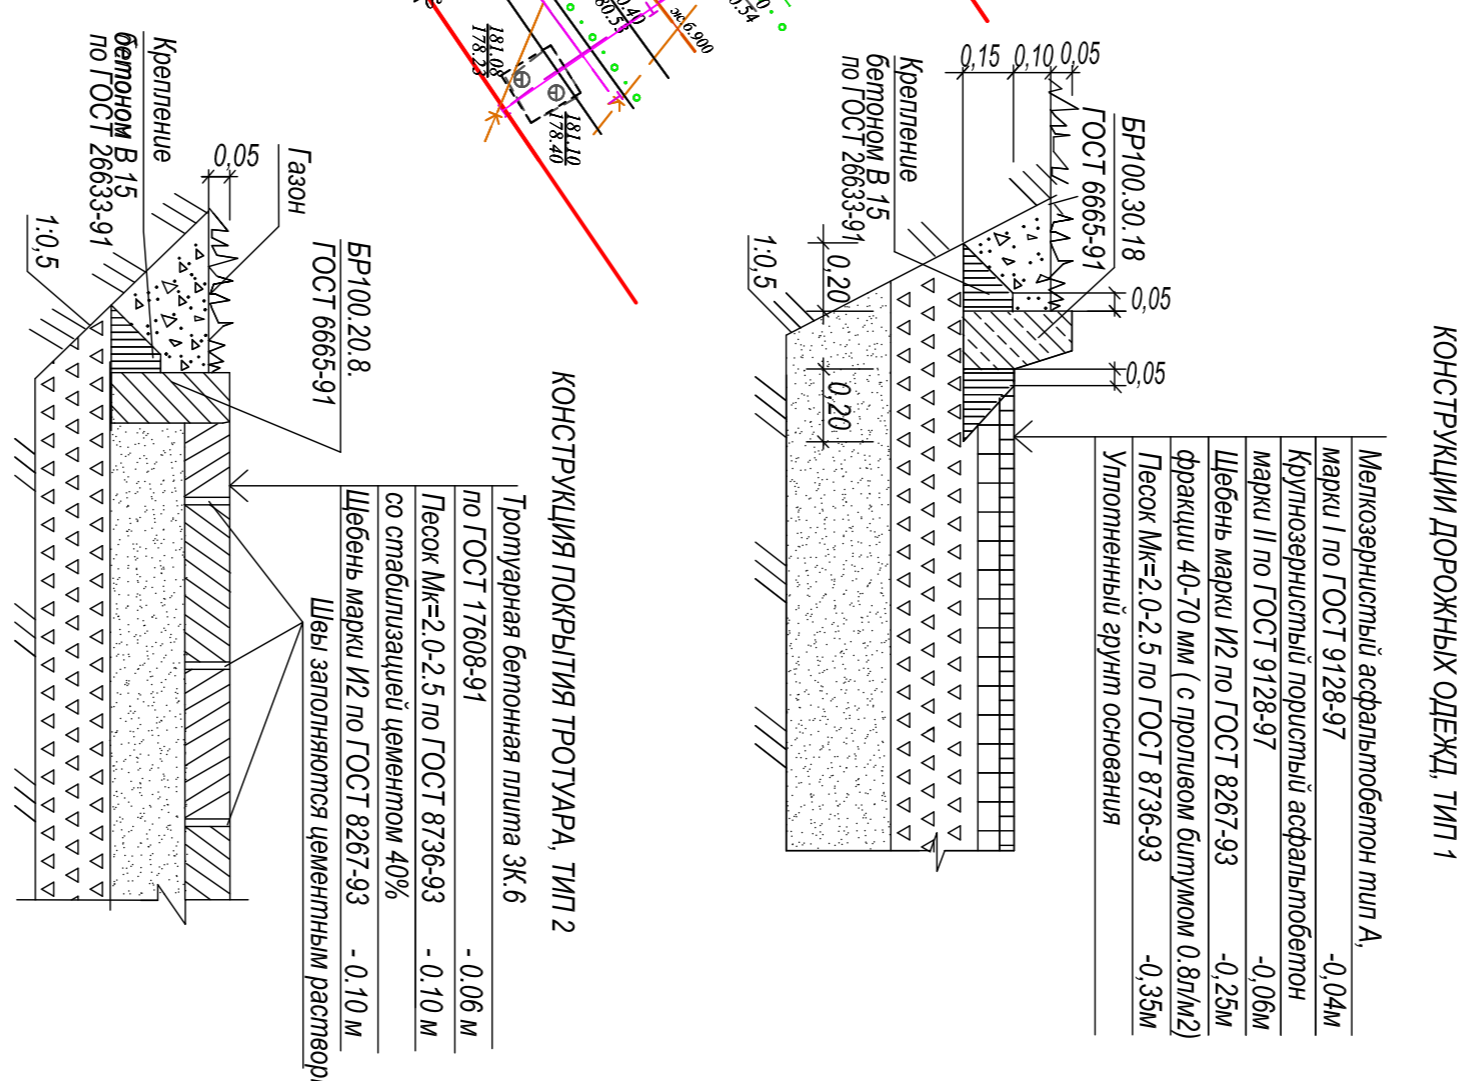 КОНСТРУКЦИИ ДОРОЖНЫХ ОДЕЖД, ТИП 1
Мелкозернистый асфальтобетон тип А,
марки I по ГОСТ 9128-97 -0,04м
Крупнозернистый пористый асфальтобетон
марки II по ГОСТ 9128-97 -0,06м
Щебень марки И2 по ГОСТ 8267-93 -0,25м
фракции 40-70 мм ( с проливом битумом 0.8л/м2)
Песок Мк=2.0-2.5 по ГОСТ 8736-93 -0,35м
Уплотненный грунт основания
БР100.30.18
ГОСТ 6665-91
0,15
0,10
0,05
0,05
0,05
Крепление
бетоном В 15
по ГОСТ 26633-91
0,20
0,20
1:0,5
КОНСТРУКЦИЯ ПОКРЫТИЯ ТРОТУАРА, ТИП 2
Тротуарная бетонная плита 3К.6
по ГОСТ 17608-91 - 0.06 м
Песок Мк=2.0-2.5 по ГОСТ 8736-93 - 0.10 м
со стабилизацией цементом 40%
Щебень марки И2 по ГОСТ 8267-93 - 0.10 м
Швы заполняются цементным раствор
БР100.20.8.
ГОСТ 6665-91
Газон
0,05
Крепление
бетоном В 15
по ГОСТ 26633-91
1:0,5
181.08
178.23
181.10
178.40
80.53
0.40
ж.6.900
0.54